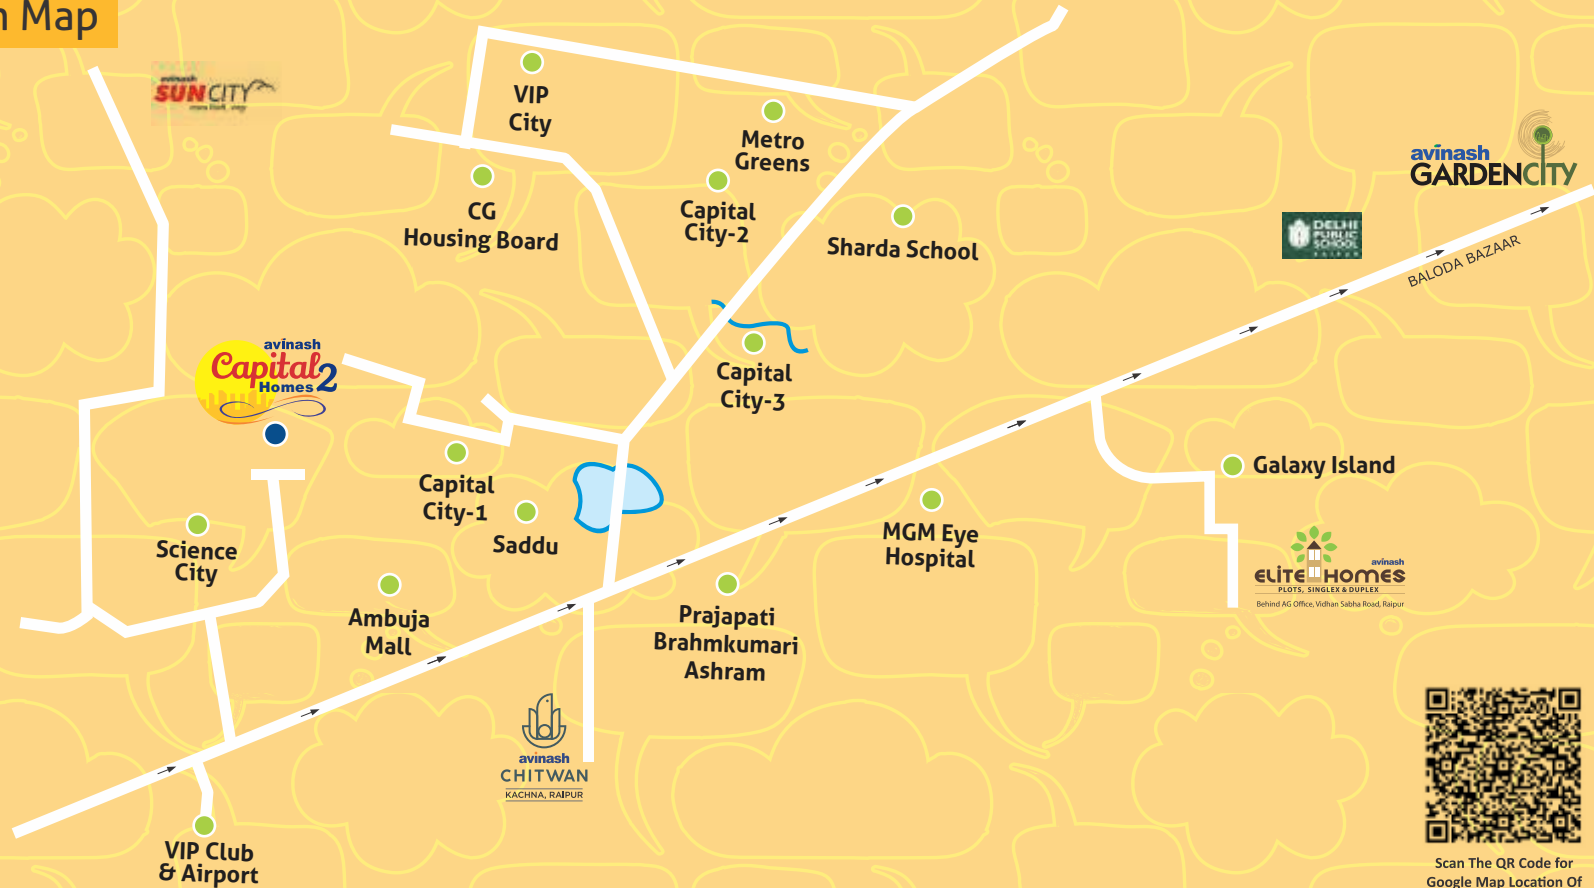 n Map
avinash
SUNCITY
VIP
City
Metro
Greens
CG
Housing Board
Capital
City-2
Sharda School
avinash
GARDENCITY
DELHI
PUBLIC
SCHOOL
BALODA BAZAAR
avinash
Capital
Homes 2
Capital
City-3
Capital
City-1
Saddu
Galaxy Island
MGM Eye
Hospital
Science
City
avinash
ELITE HOMES
PLOTS, SINGLEX & DUPLEX
Behind AG Office, Vidhan Sabha Road, Raipur
Ambuja
Mall
Prajapati
Brahmkumari
Ashram
avinash
CHITWAN
KACHNA, RAIPUR
VIP Club
& Airport
Scan The QR Code for
Google Map Location Of